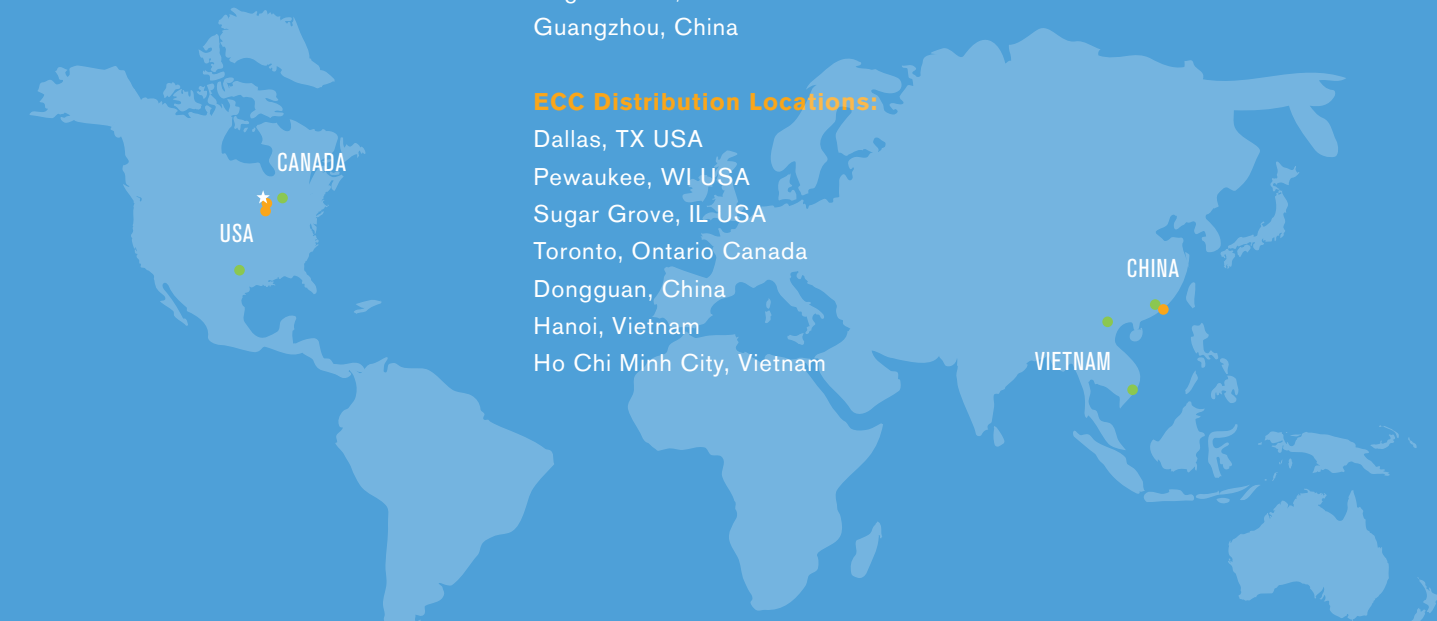 Guangzhou, China
ECC Distribution Locations:
Dallas, TX USA
Pewaukee, WI USA
Sugar Grove, IL USA
Toronto, Ontario Canada
Dongguan, China
Hanoi, Vietnam
Ho Chi Minh City, Vietnam
CANADA
USA
CHINA
VIETNAM